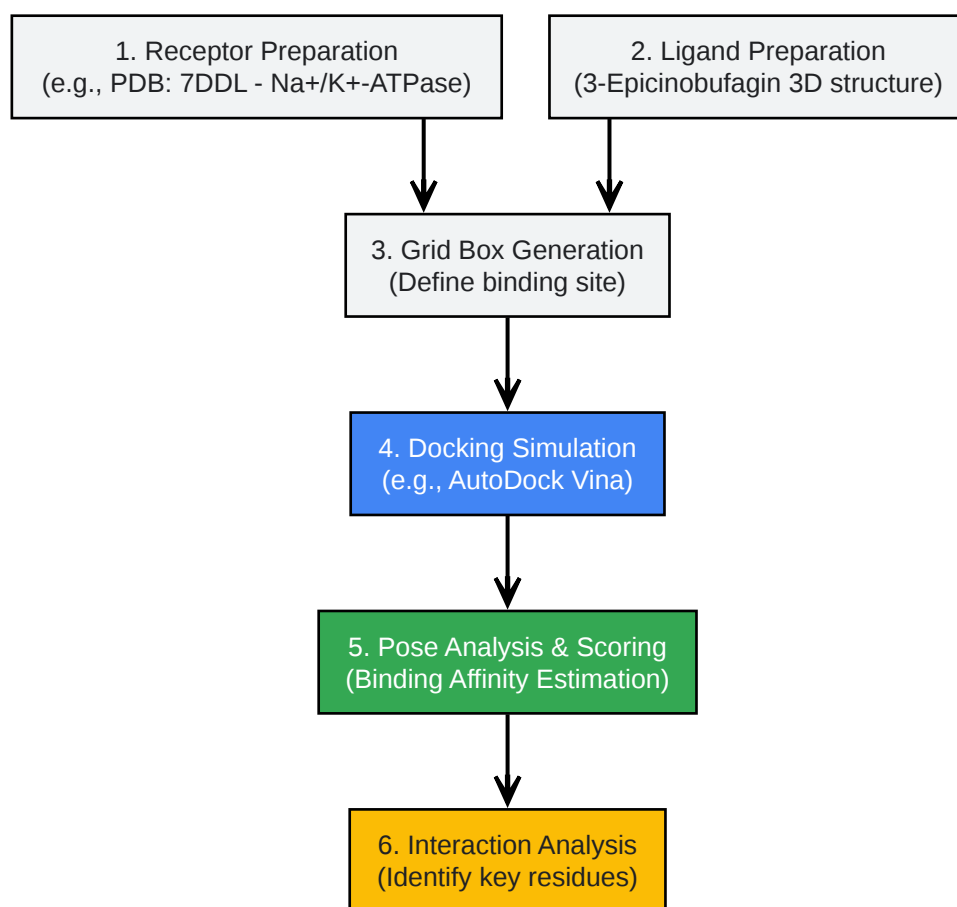 1. Receptor Preparation
(e.g., PDB: 7DDL - Na+/K+-ATPase)
2. Ligand Preparation
(3-Epicinobufagin 3D structure)
3. Grid Box Generation
(Define binding site)
4. Docking Simulation
(e.g., AutoDock Vina)
5. Pose Analysis & Scoring
(Binding Affinity Estimation)
6. Interaction Analysis
(Identify key residues)